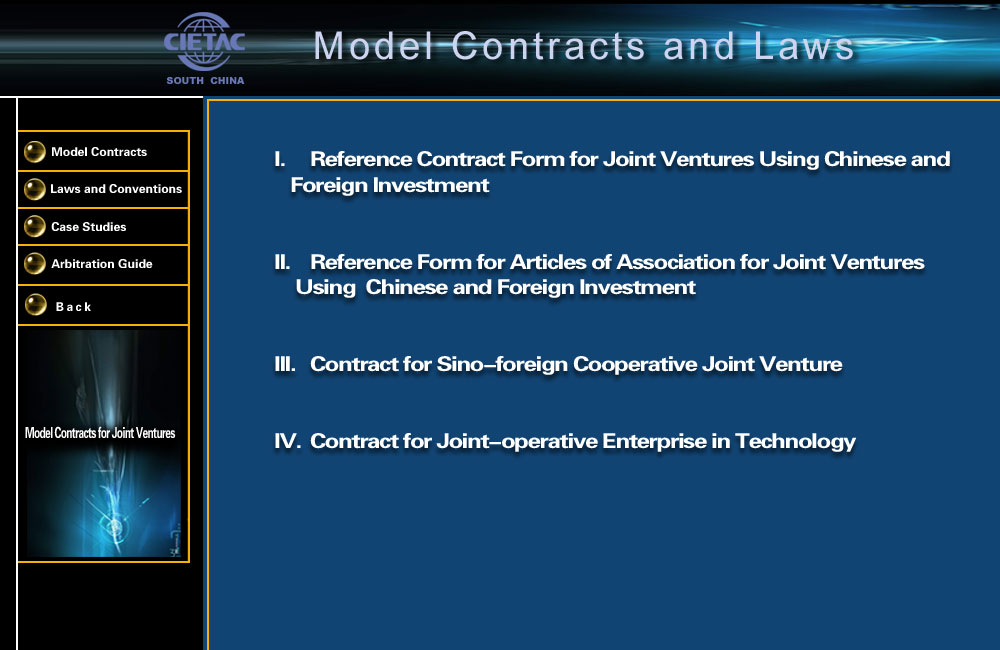 CIETAC
SOUTH CHINA
Model Contracts and Laws
Model Contracts
Laws and Conventions
Case Studies
Arbitration Guide
Back
Model Contracts for Joint Ventures
I. Reference Contract Form for Joint Ventures Using Chinese and
Foreign Investment
II. Reference Form for Articles of Association for Joint Ventures
Using Chinese and Foreign Investment
III. Contract for Sino-foreign Cooperative Joint Venture
IV. Contract for Joint-operative Enterprise in Technology